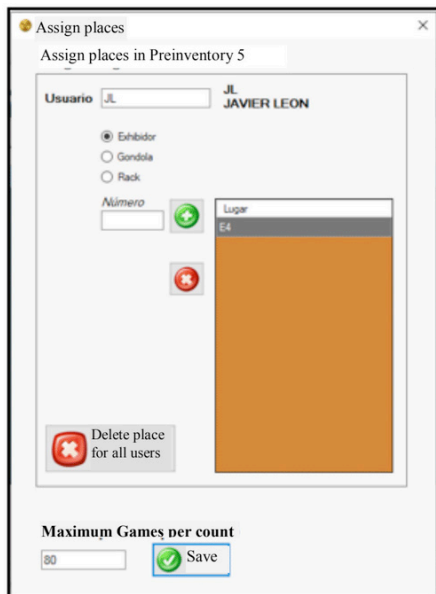 Assign places
Assign places in Preinventory 5
Usuario JL JL
JAVIER LEON
Exhibidor
Gondola
Rack
Número
Lugar
E4
Delete place
for all users
Maximum Games per count
80 Save